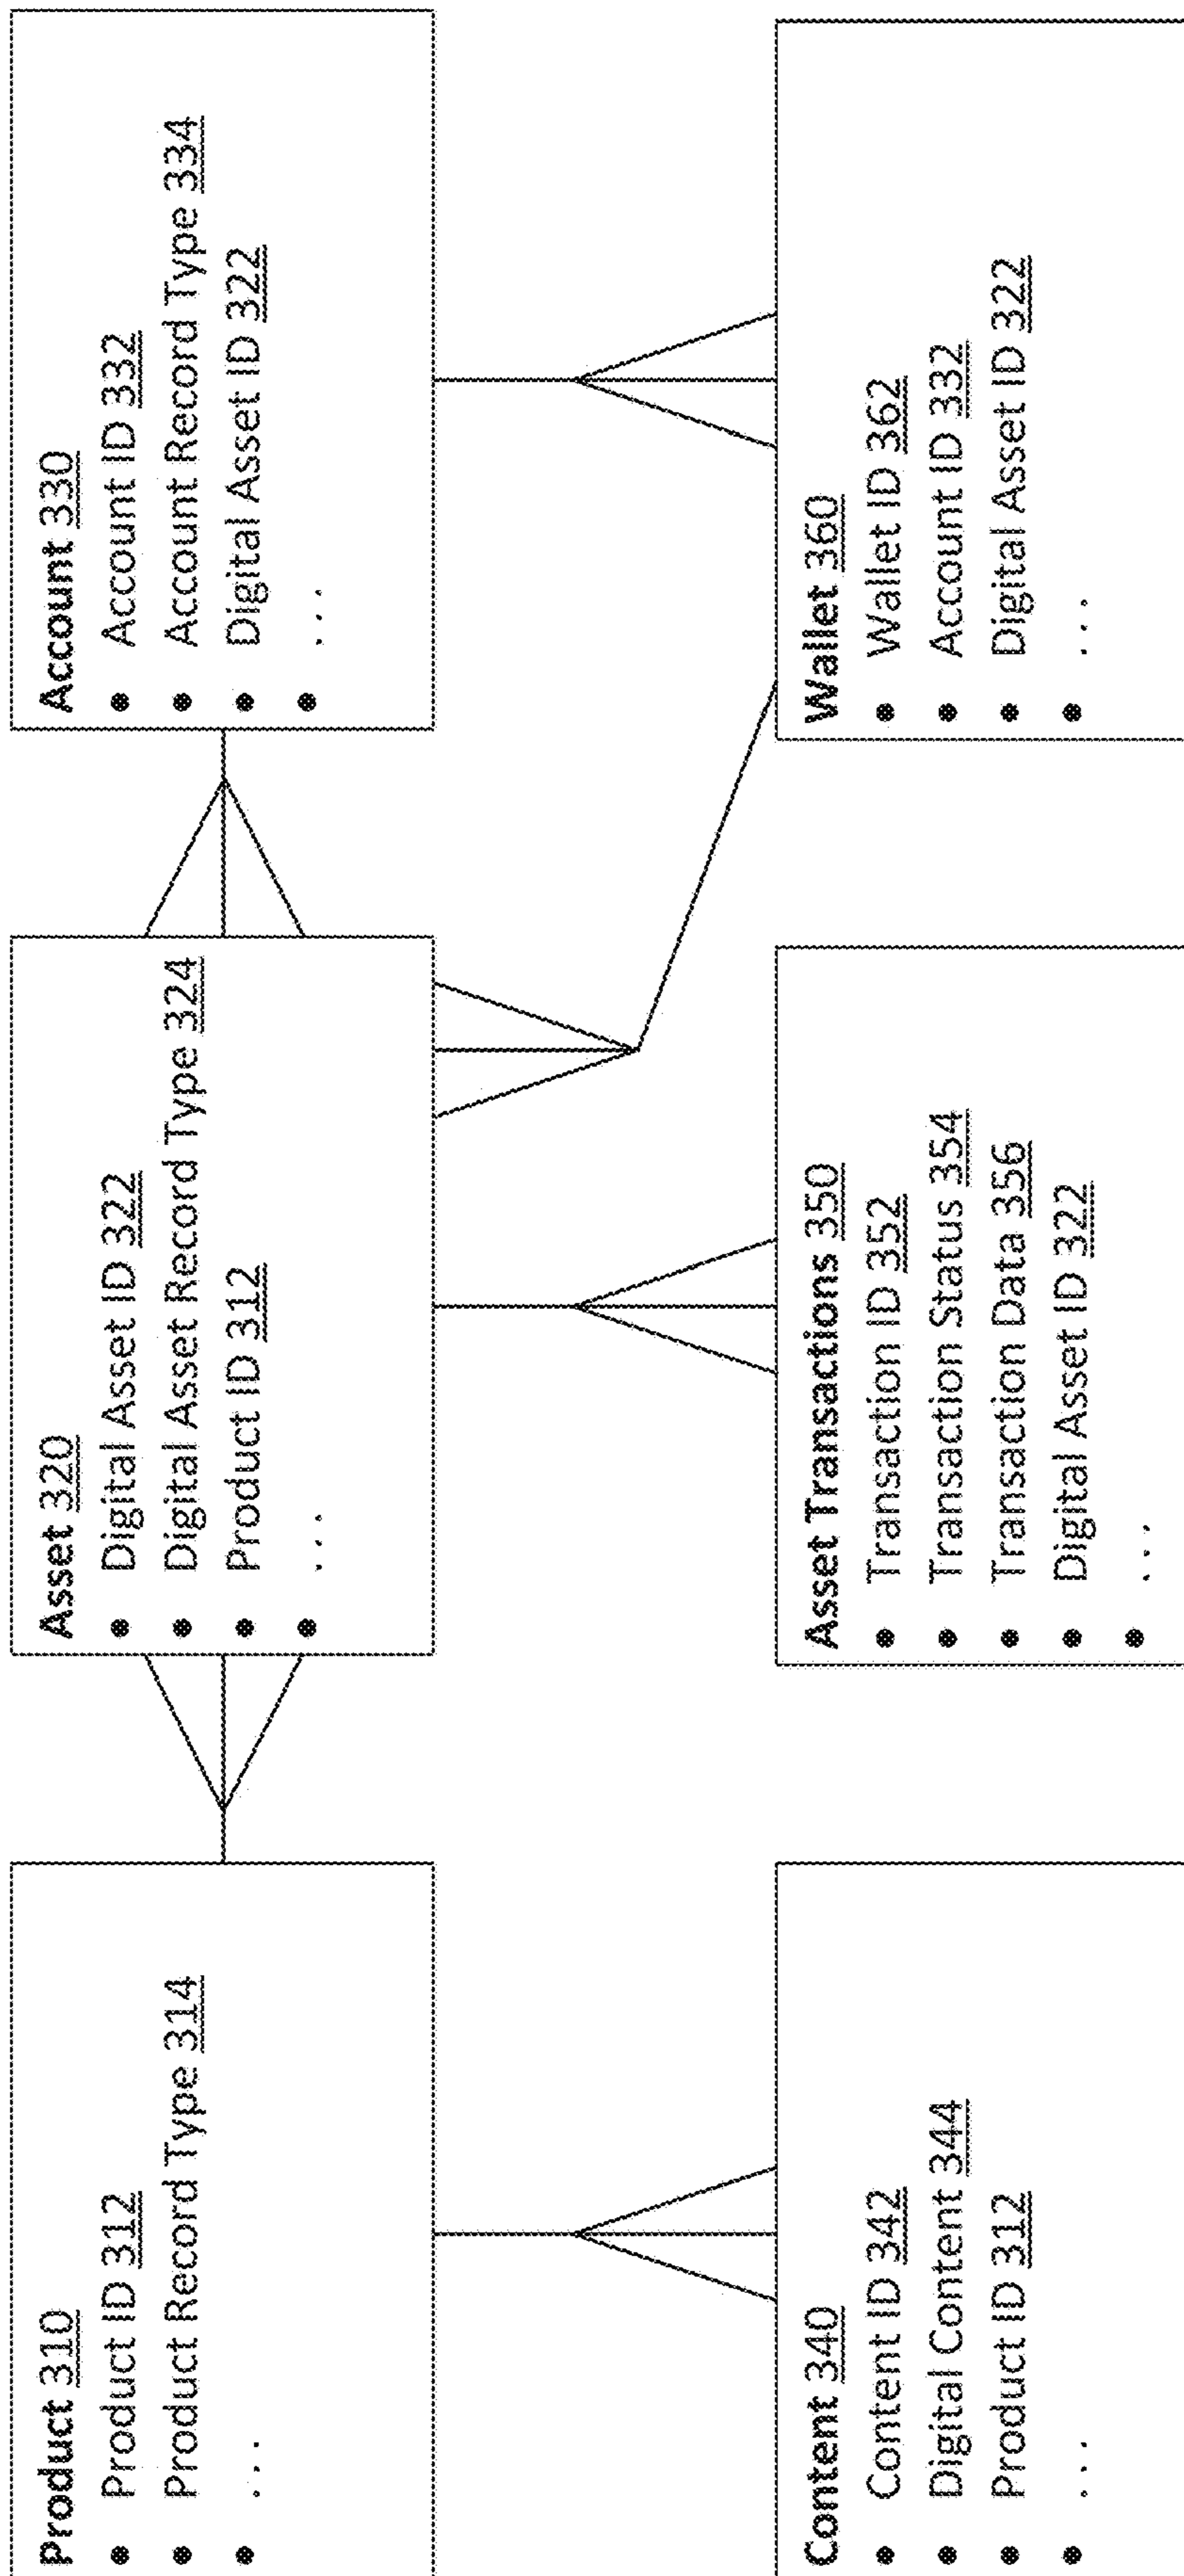 Product 310
• Product ID 312
• Product Record Type 314
• . . .
Asset 320
• Digital Asset ID 322
• Digital Asset Record Type 324
• Product ID 312
• . . .
Account 330
• Account ID 332
• Account Record Type 334
• Digital Asset ID 322
• . . .
Content 340
• Content ID 342
• Digital Content 344
• Product ID 312
• . . .
Asset Transactions 350
• Transaction ID 352
• Transaction Status 354
• Transaction Data 356
• Digital Asset ID 322
• . . .
Wallet 360
• Wallet ID 362
• Account ID 332
• Digital Asset ID 322
• . . .